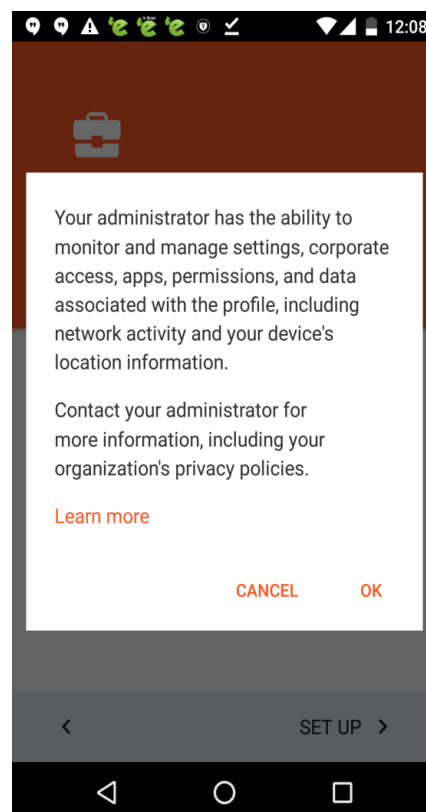 12:08
Your administrator has the ability to
monitor and manage settings, corporate
access, apps, permissions, and data
associated with the profile, including
network activity and your device's
location information.
Contact your administrator for
more information, including your
organization's privacy policies.
Learn more
CANCEL OK
SET UP